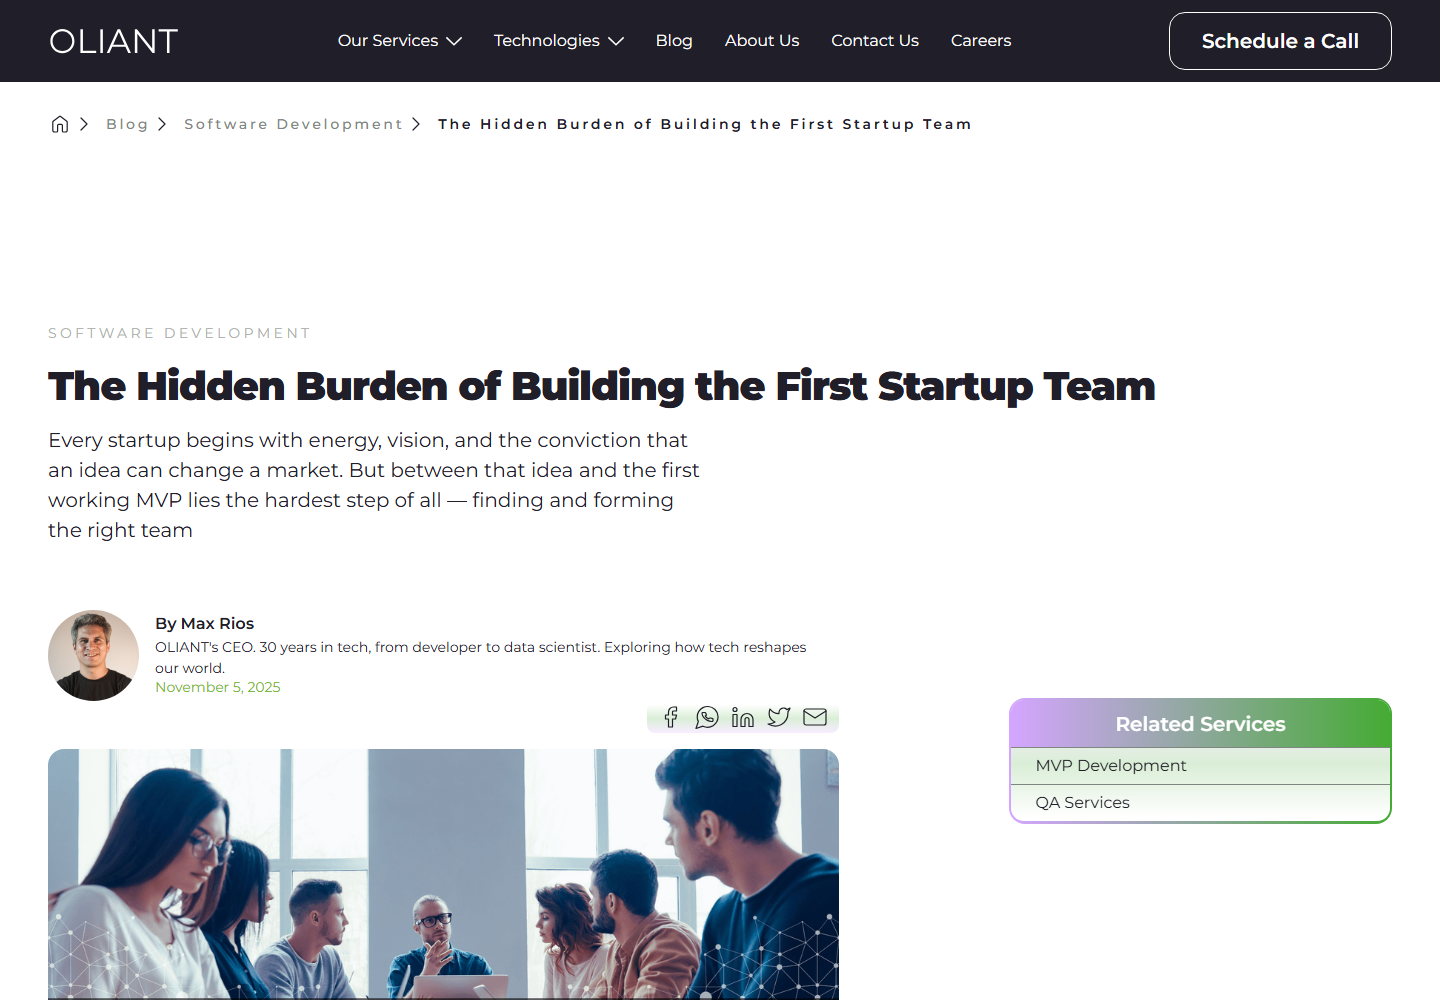 OLIANT
Our Services
Technologies
Blog
About Us
Contact Us
Careers
Schedule a Call
Blog
Software Development
The Hidden Burden of Building the First Startup Team
SOFTWARE DEVELOPMENT
The Hidden Burden of Building the First Startup Team
Every startup begins with energy, vision, and the conviction that
an idea can change a market. But between that idea and the first
working MVP lies the hardest step of all — finding and forming
the right team
By Max Rios
OLIANT's CEO. 30 years in tech, from developer to data scientist. Exploring how tech reshapes
our world.
November 5, 2025
Related Services
MVP Development
QA Services